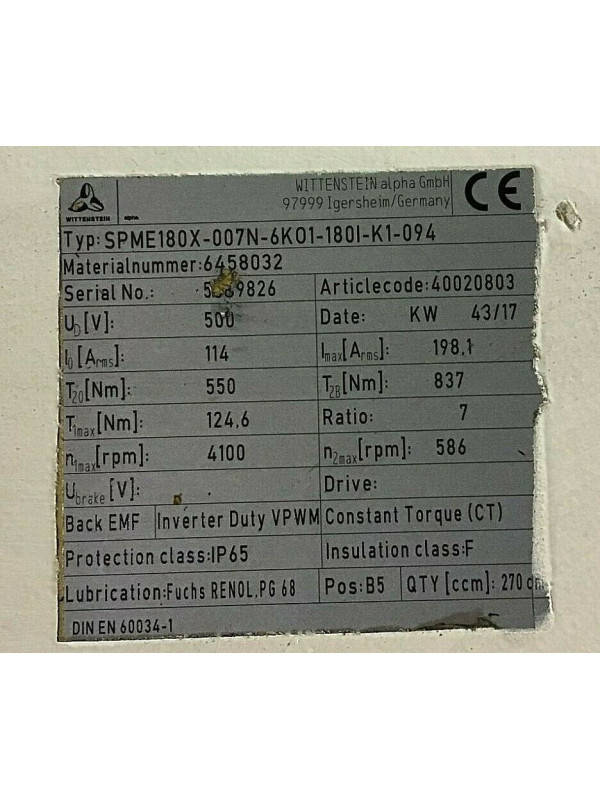 WITTENSTEIN alpha
WITTENSTEIN alpha GmbH
97999 Igersheim/Germany
CE
Typ: SPME180X-007N-6K01-180I-K1-094
Materialnummer:6458032
Serial No.: Articlecode:40020803
U_D[V]: 500 Date: KW 43/17
I_0[A_rms]: 114 I_max[A_rms]: 198,1
T_20[Nm]: 550 T_2B[Nm]: 837
T_1max[Nm]: 124,6 Ratio: 7
n_1max[rpm]: 4100 n_2max[rpm]: 586
U_brake[V]: Drive:
Back EMF Inverter Duty VPWM Constant Torque (CT)
Protection class:IP65 Insulation class:F
Lubrication:Fuchs RENOL,PG 68 Pos:B5 QTY [ccm]: 270
DIN EN 60034-1